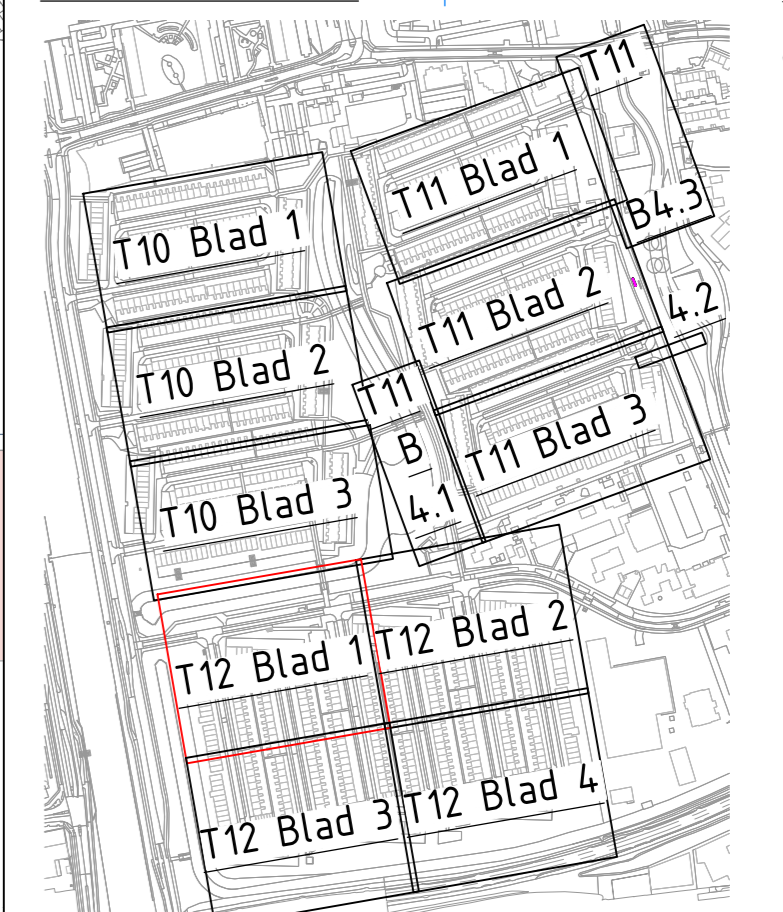 T11
B4.3
T11 Blad 1
T10 Blad 1
T11 Blad 2
4.2
T10 Blad 2
T11
B
4.1
T11 Blad 3
T10 Blad 3
T12 Blad 1
T12 Blad 2
T12 Blad 3
T12 Blad 4